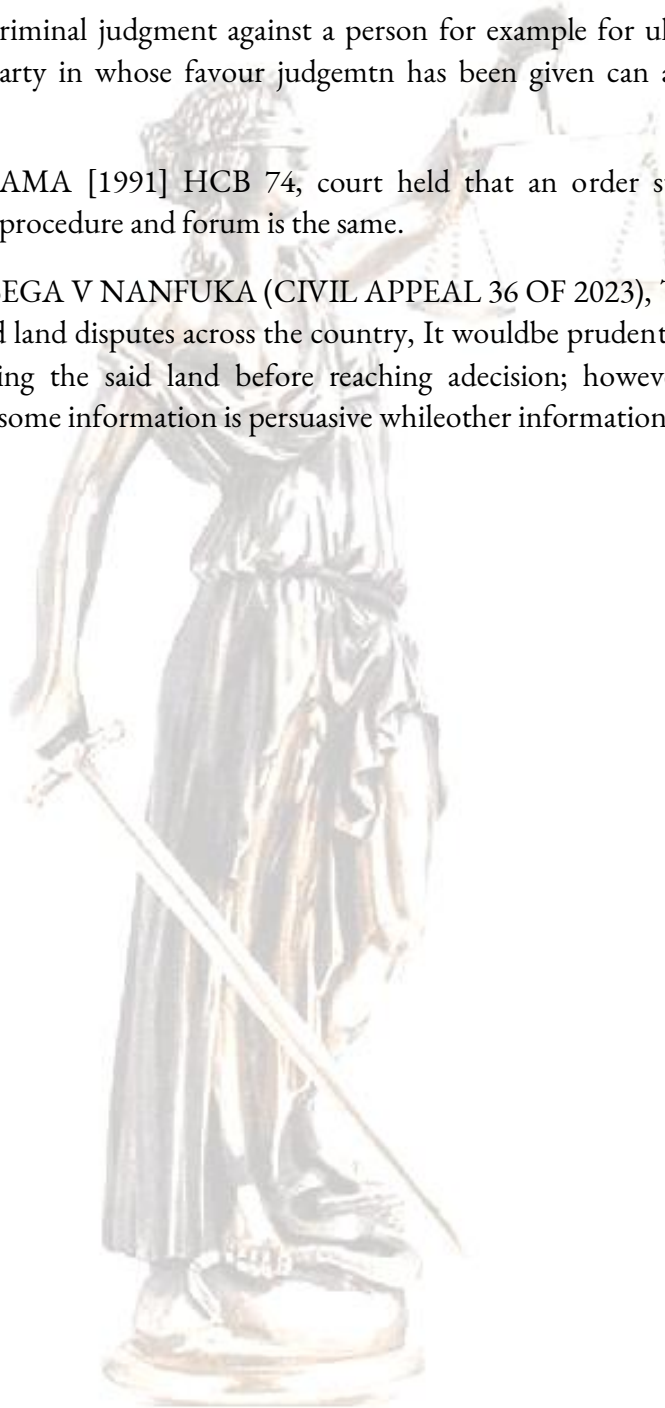 riminal judgment against a person for example for ul
arty in whose favour judgemtn has been given can a
AMA [1991] HCB 74, court held that an order s
procedure and forum is the same.
EGA V NANFUKA (CIVIL APPEAL 36 OF 2023), T
d land disputes across the country, It wouldbe prudent
ing the said land before reaching adecision; howeve
some information is persuasive whileother information